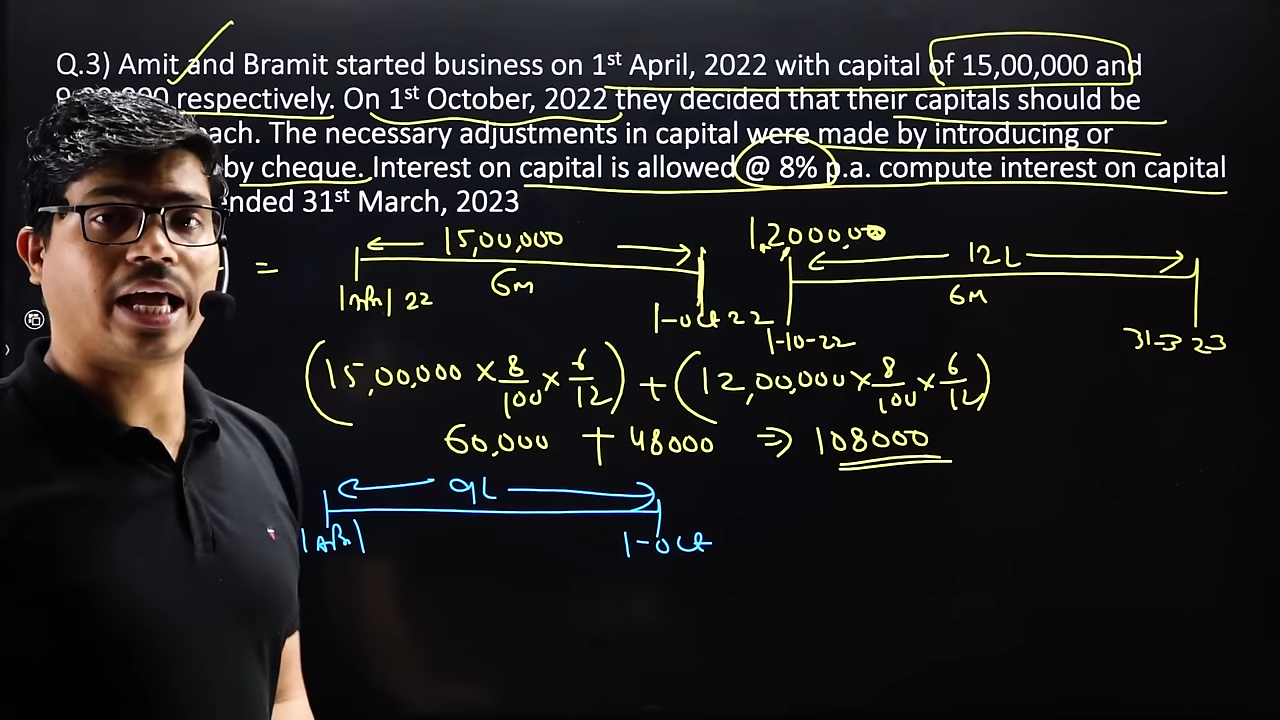 Q.3) Amit and Bramit started business on 1st April, 2022 with capital of 15,00,000 and
respectively. On 1st October, 2022 they decided that their capitals should be
each. The necessary adjustments in capital were made by introducing or
by cheque. Interest on capital is allowed @ 8% p.a. compute interest on capital
ended 31st March, 2023
= 15,00,000 1,2000,00 12L
6M 6M
1 Apr 22 1-Oct 22 1-10-22 31-3 23
(15,00,000 × 8/100 × 6/12) + (12,00,000 × 8/100 × 6/12)
60,000 + 48000 ⇒ 108000
9L
1 Apr 1-Oct